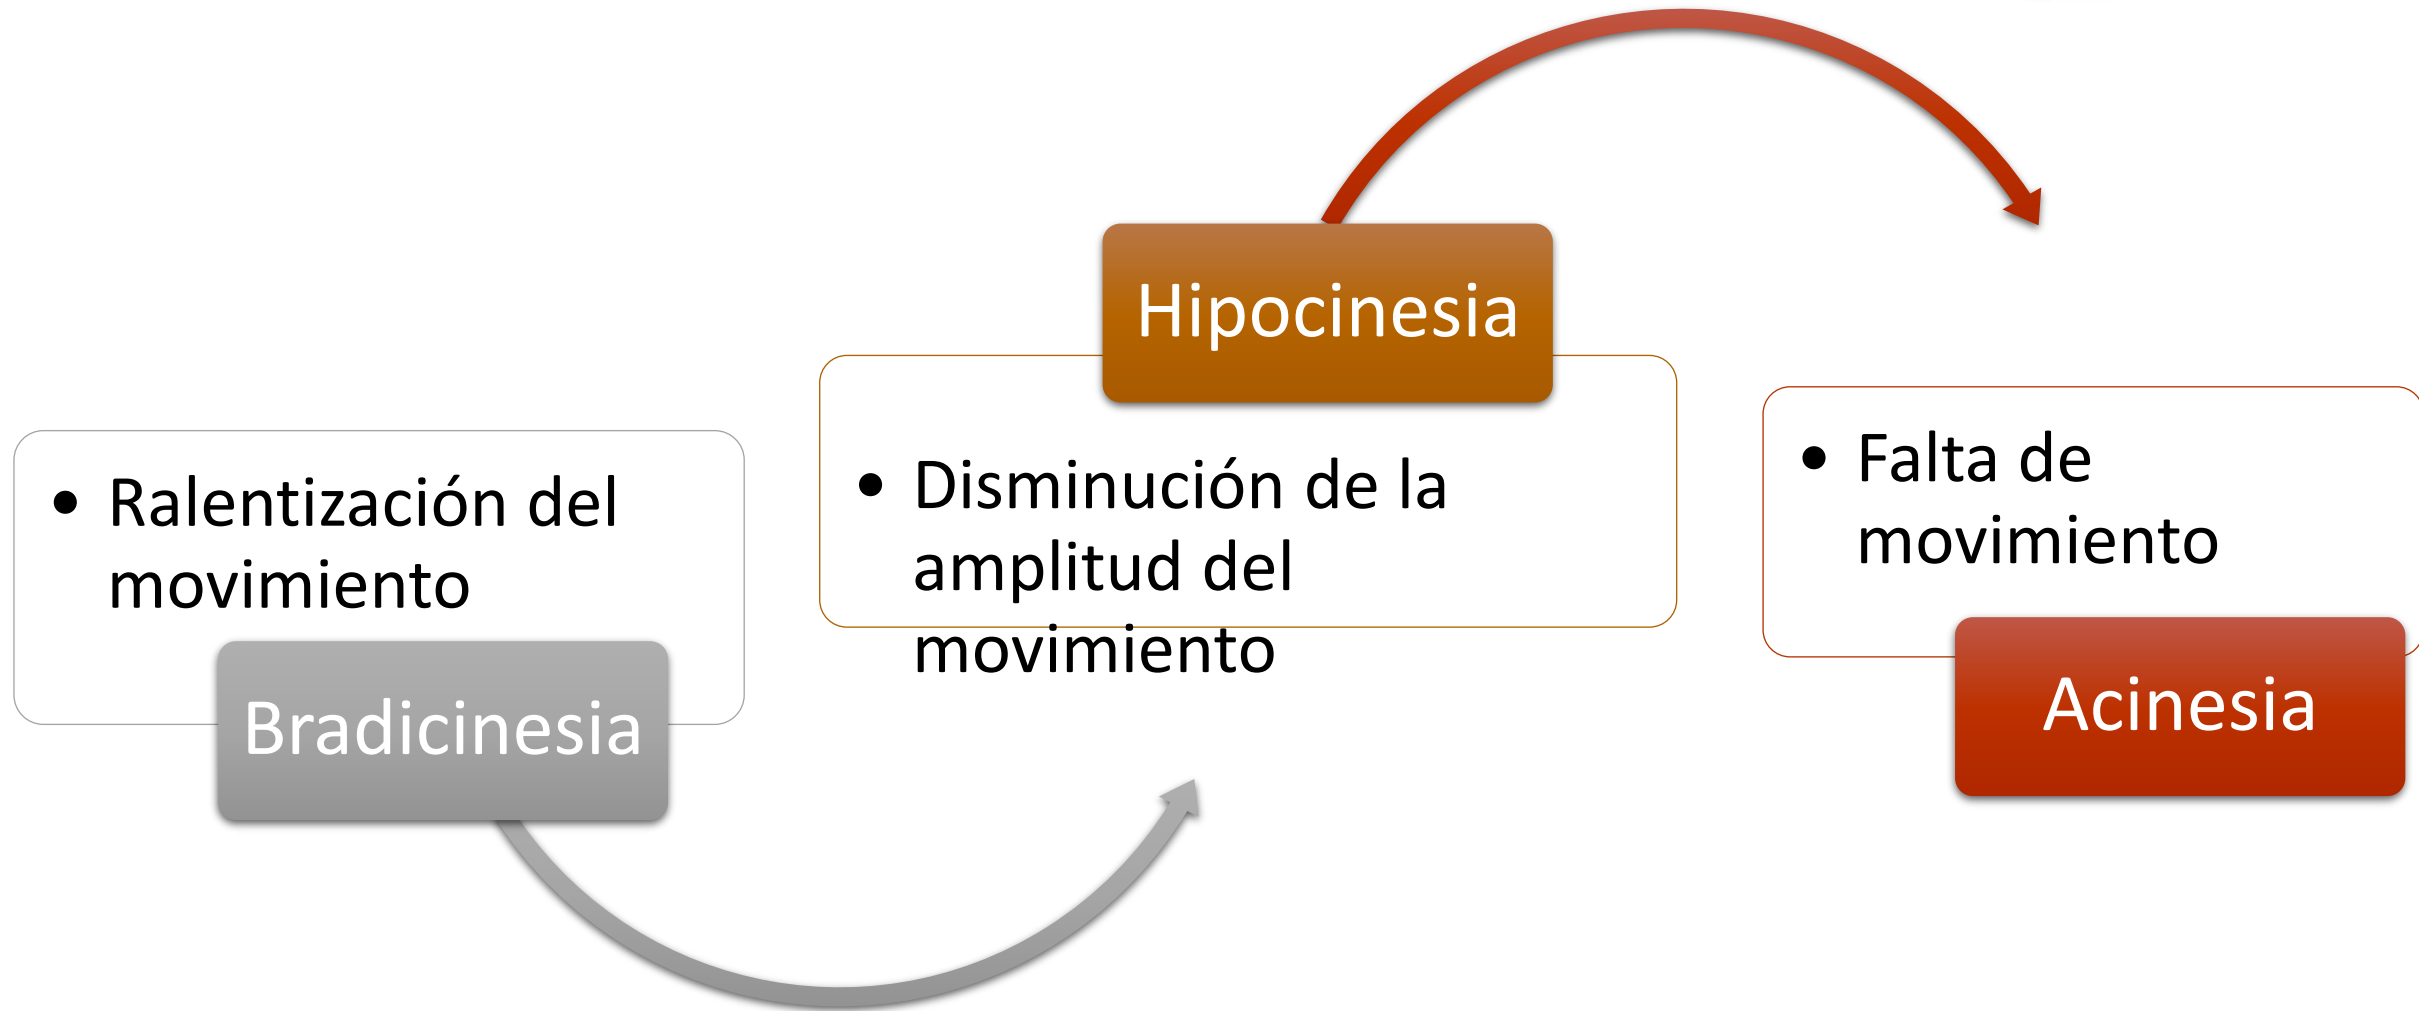 • Ralentización del
movimiento
Bradicinesia
Hipocinesia
• Disminución de la
amplitud del
movimiento
• Falta de
movimiento
Acinesia